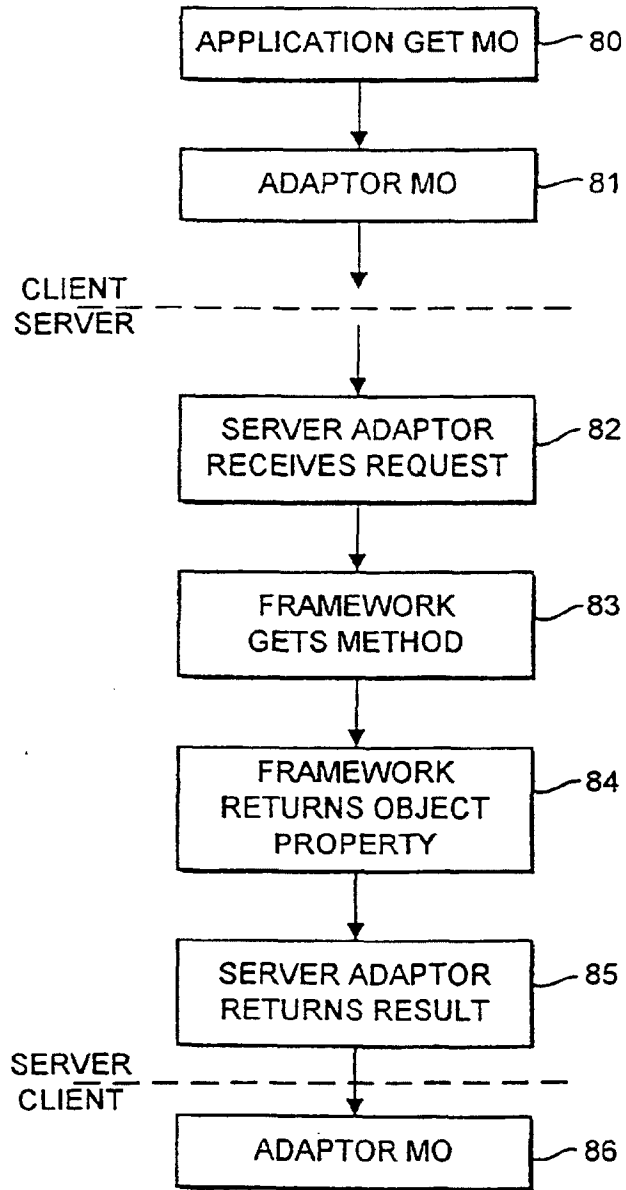 APPLICATION GET MO
80
ADAPTOR MO
81
CLIENT
SERVER
SERVER ADAPTOR
RECEIVES REQUEST
82
FRAMEWORK
GETS METHOD
83
FRAMEWORK
RETURNS OBJECT
PROPERTY
84
SERVER ADAPTOR
RETURNS RESULT
85
SERVER
CLIENT
ADAPTOR MO
86